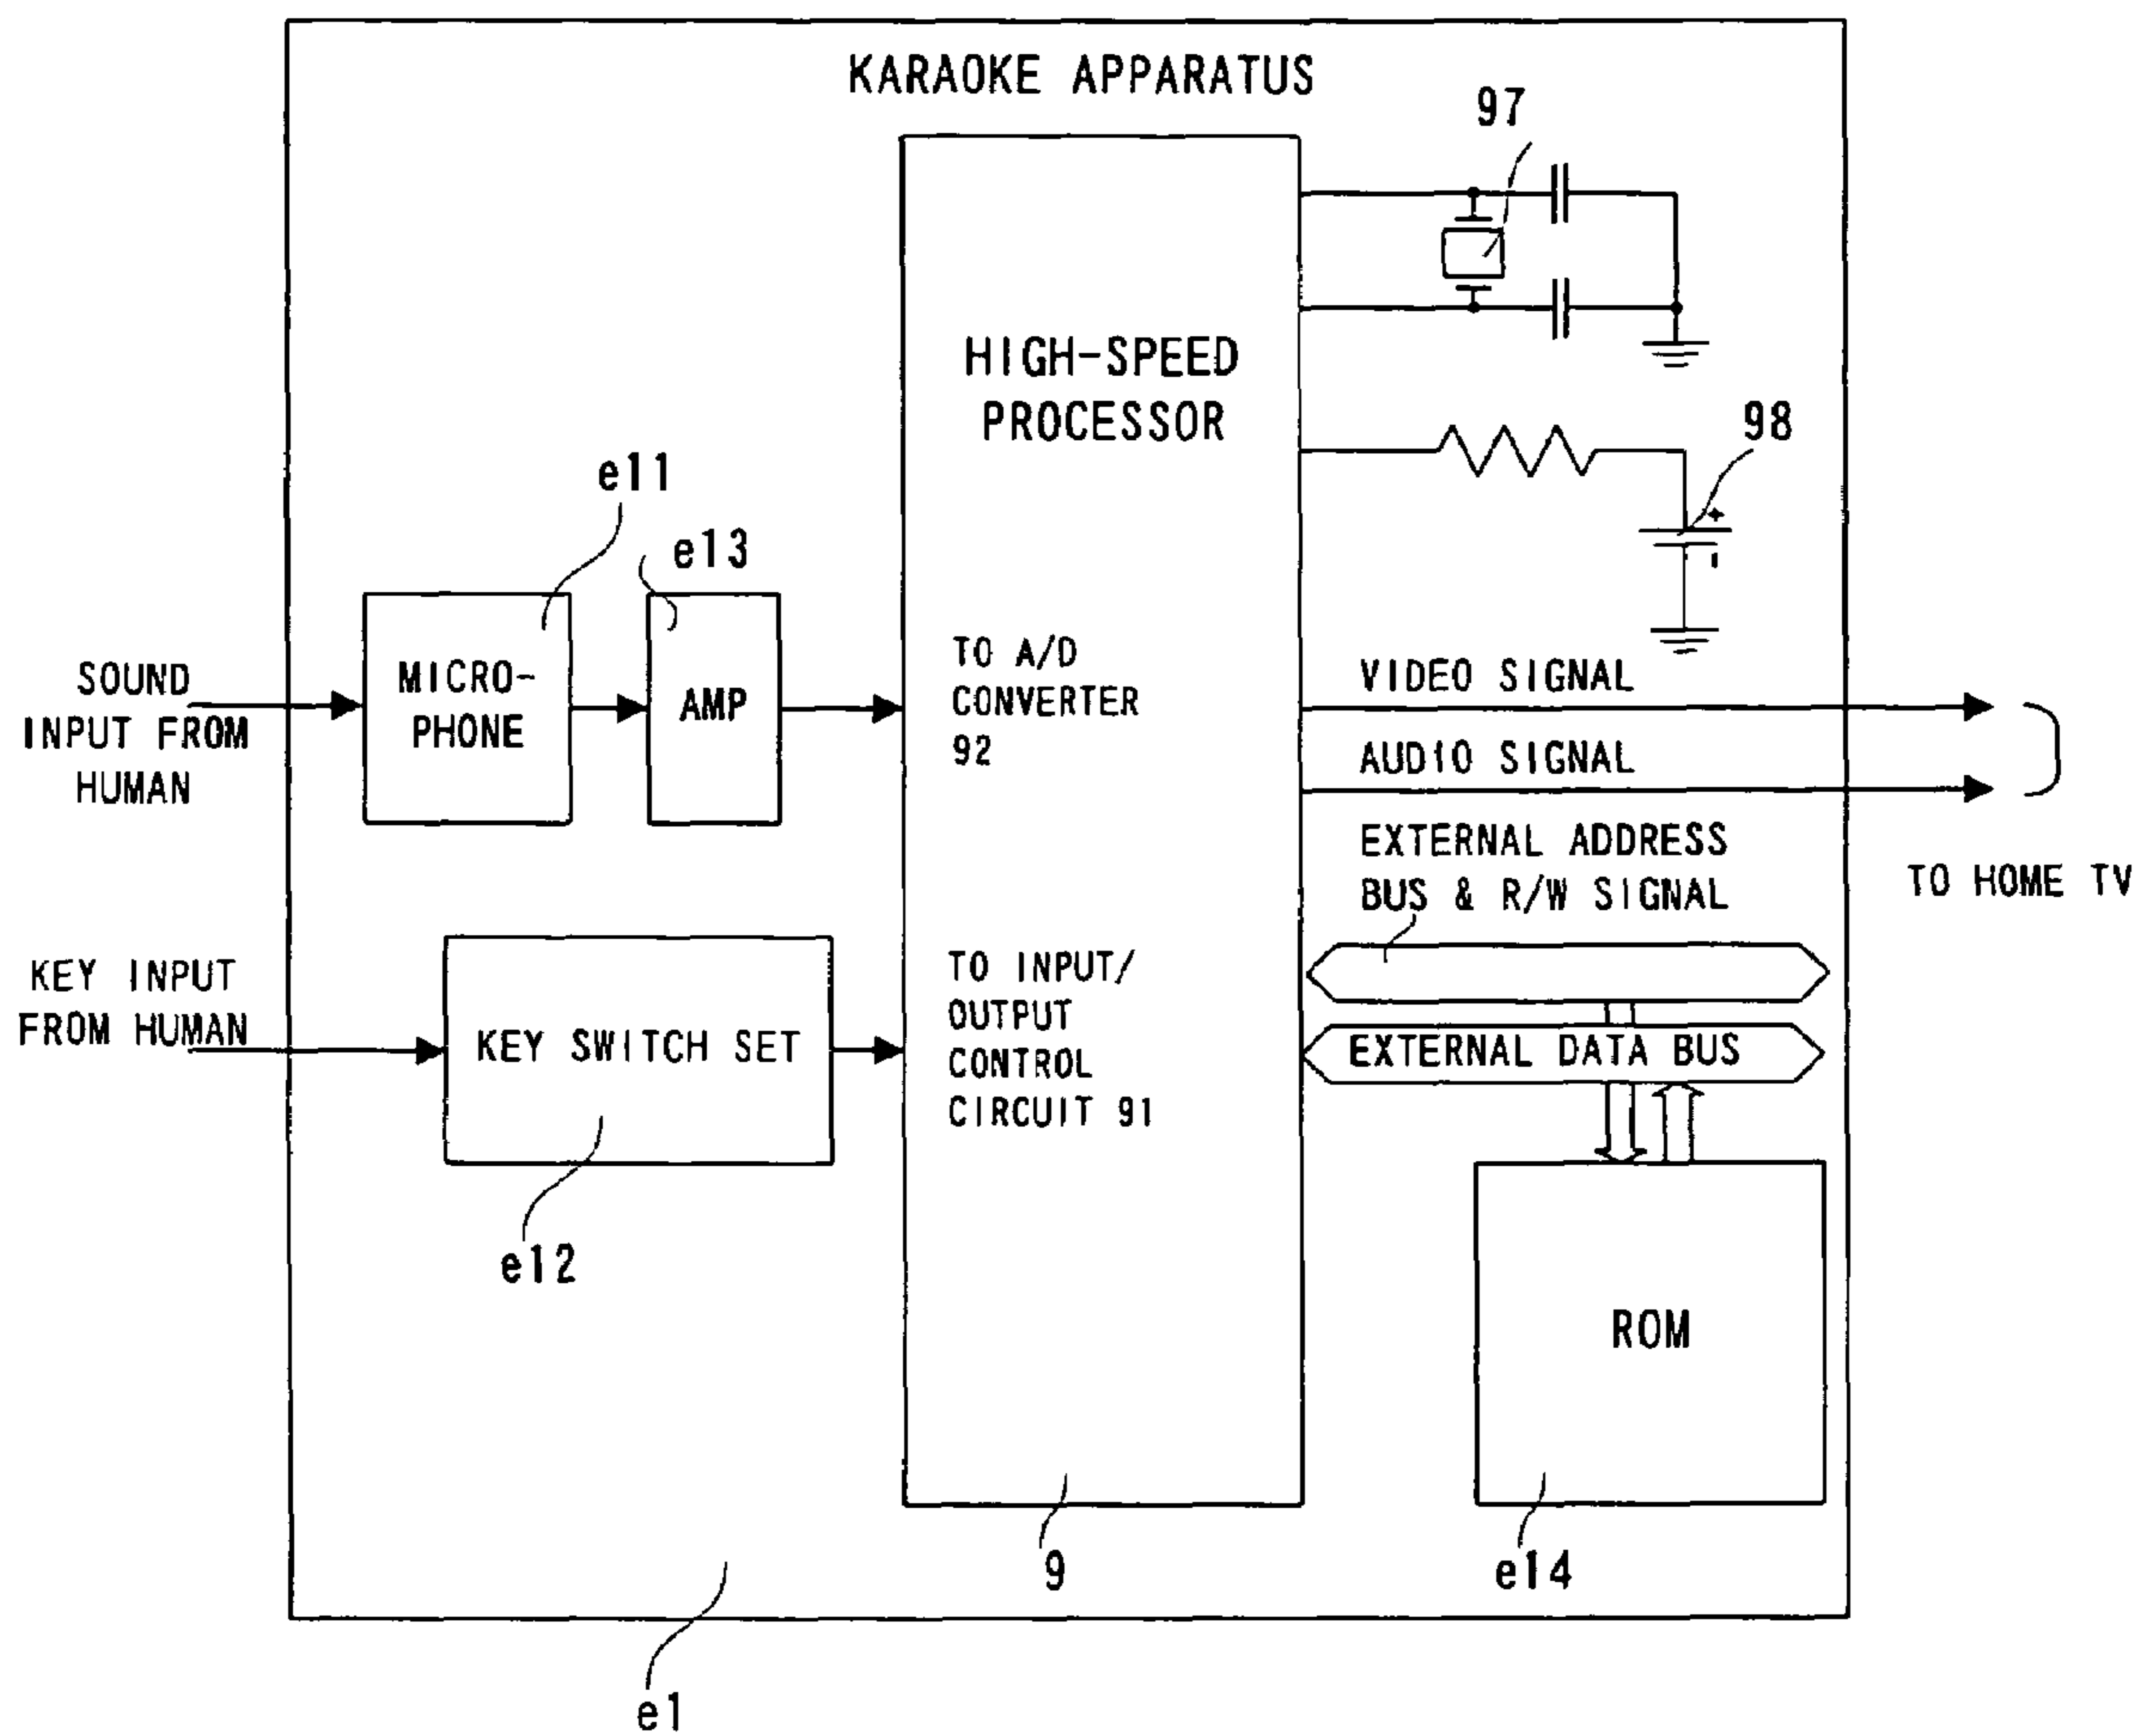 KARAOKE APPARATUS
97
HIGH-SPEED
PROCESSOR
98
e11
e13
SOUND
INPUT FROM
HUMAN
MICRO-
PHONE
AMP
TO A/D
CONVERTER
92
VIDEO SIGNAL
AUDIO SIGNAL
EXTERNAL ADDRESS
BUS & R/W SIGNAL
TO HOME TV
KEY INPUT
FROM HUMAN
KEY SWITCH SET
TO INPUT/
OUTPUT
CONTROL
CIRCUIT 91
EXTERNAL DATA BUS
e12
ROM
9
e14
e1